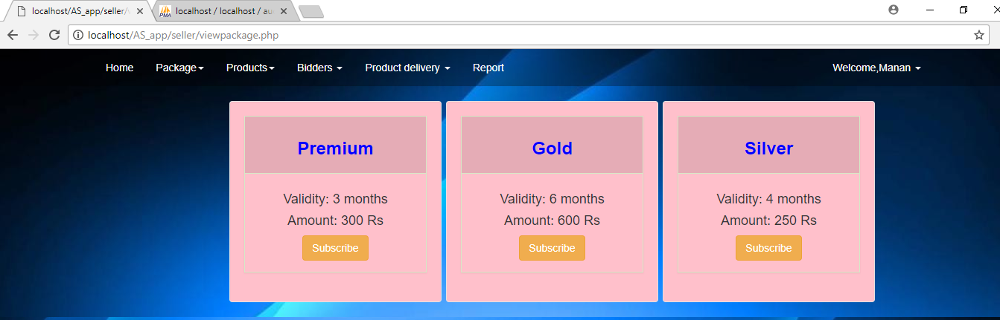 localhost/AS_app/seller/v
localhost / localhost / au
localhost/AS_app/seller/viewpackage.php
Home Package Products Bidders Product delivery Report Welcome,Manan
Premium
Validity: 3 months
Amount: 300 Rs
Subscribe
Gold
Validity: 6 months
Amount: 600 Rs
Subscribe
Silver
Validity: 4 months
Amount: 250 Rs
Subscribe